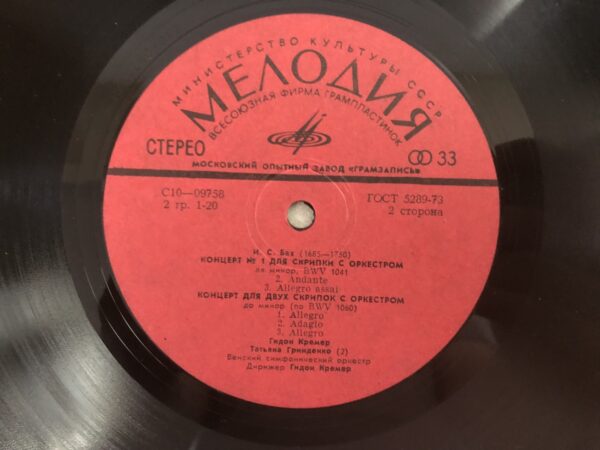 МИНИСТЕРСТВО КУЛЬТУРЫ СССР
МЕЛОДИЯ
ВСЕСОЮЗНАЯ ФИРМА ГРАМПЛАСТИНОК
СТЕРЕО
33
МОСКОВСКИЙ ОПЫТНЫЙ ЗАВОД «ГРАМЗАПИСЬ»
С10—09758
ГОСТ 5289-73
2 гр. 1-20
2 сторона
И. С. Бах (1685—1750)
КОНЦЕРТ № 1 ДЛЯ СКРИПКИ С ОРКЕСТРОМ
ля минор, BWV 1041
2. Andante
3. Allegro assai
КОНЦЕРТ ДЛЯ ДВУХ СКРИПОК С ОРКЕСТРОМ
до минор (по BWV 1060)
1. Allegro
2. Adagio
3. Allegro
Гидон Кремер
Татьяна Гринденко (2)
Венский симфонический оркестр
Дирижер Гидон Кремер